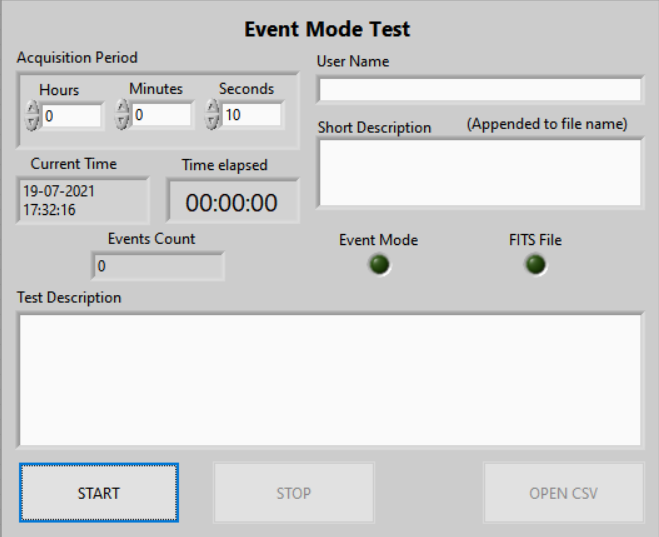 Event Mode Test
Acquisition Period
User Name
Hours Minutes Seconds
0 0 10
Short Description (Appended to file name)
Current Time Time elapsed
19-07-2021
17:32:16
00:00:00
Events Count
0
Event Mode FITS File
Test Description
START STOP OPEN CSV